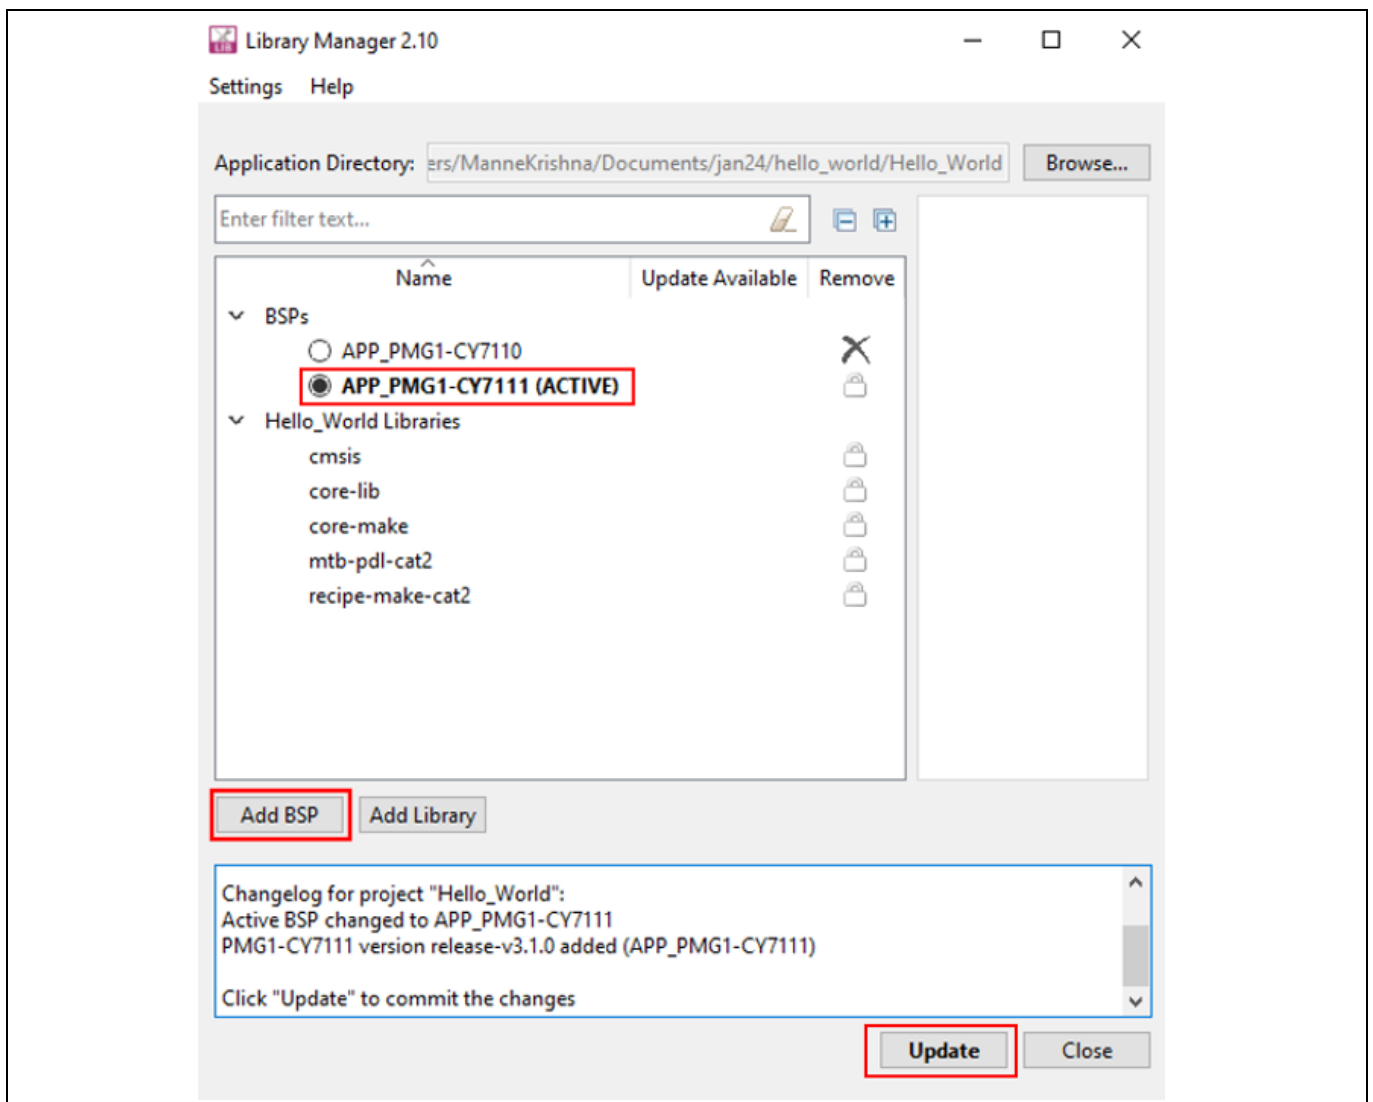 Library Manager 2.10
Settings Help
Application Directory: ers/ManneKrishna/Documents/jan24/hello_world/Hello_World Browse...
Enter filter text...
Name Update Available Remove
BSPs
APP_PMG1-CY7110
APP_PMG1-CY7111 (ACTIVE)
Hello_World Libraries
cmsis
core-lib
core-make
mtb-pdl-cat2
recipe-make-cat2
Add BSP Add Library
Changelog for project "Hello_World":
Active BSP changed to APP_PMG1-CY7111
PMG1-CY7111 version release-v3.1.0 added (APP_PMG1-CY7111)
Click "Update" to commit the changes
Update Close